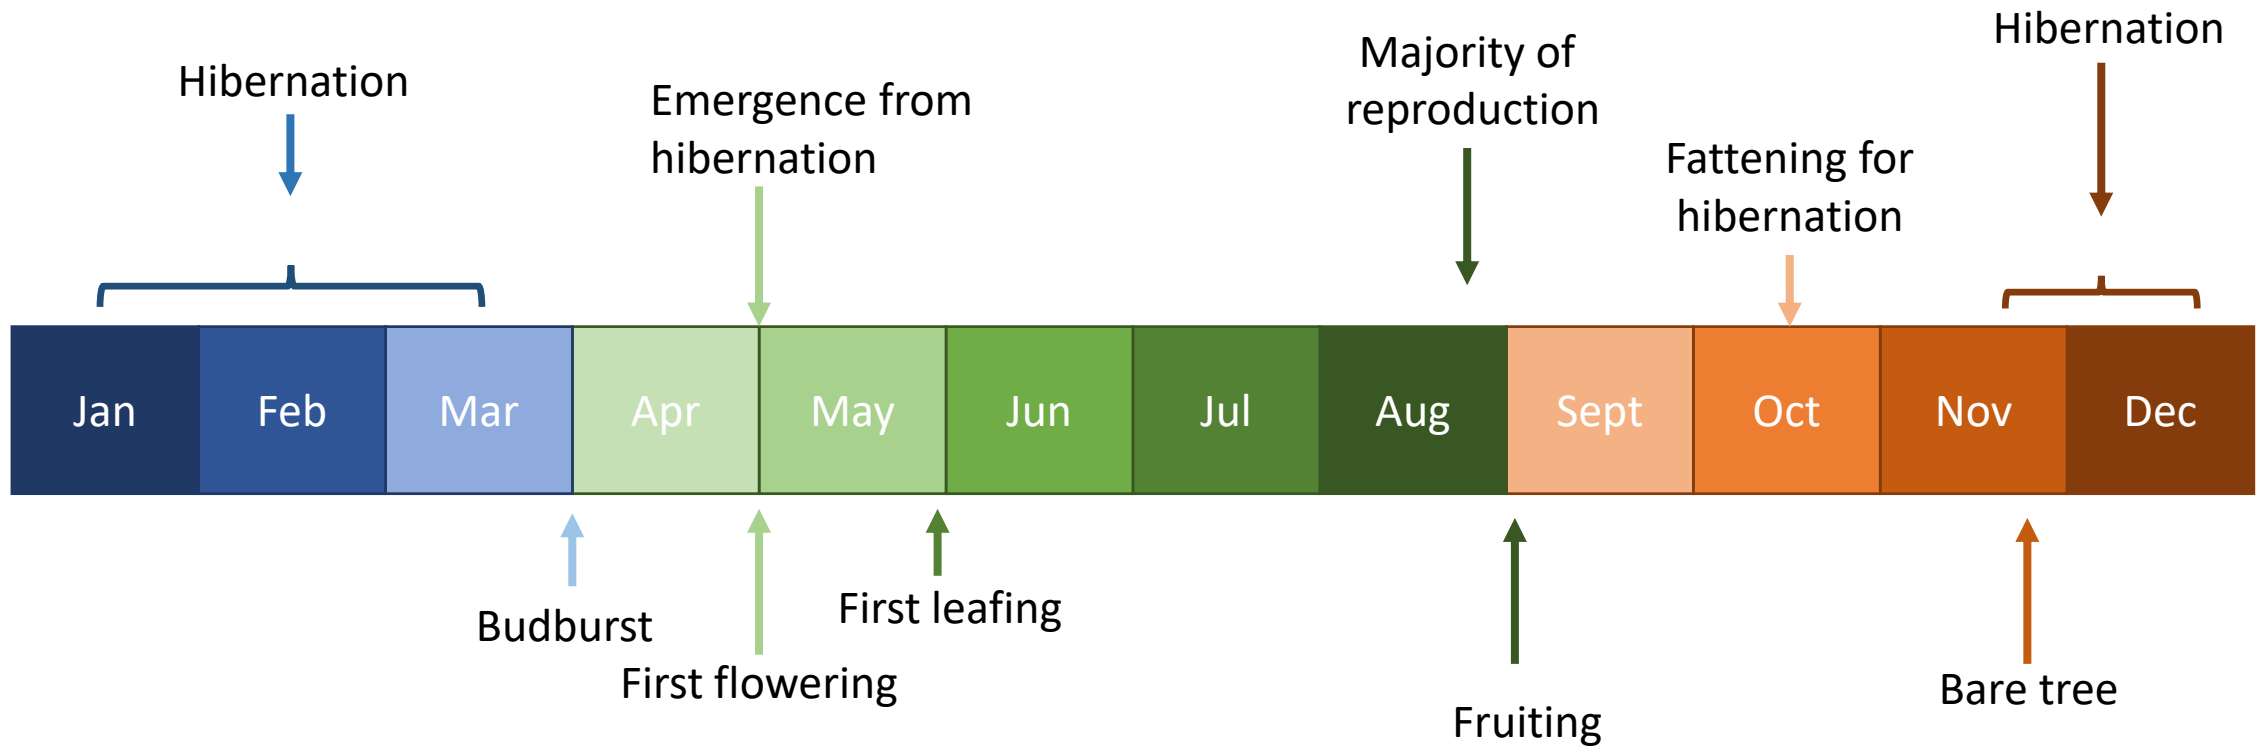 Hibernation
Emergence from
hibernation
Majority of
reproduction
Fattening for
hibernation
Hibernation
Jan
Feb
Mar
Apr
May
Jun
Jul
Aug
Sept
Oct
Nov
Dec
Budburst
First flowering
First leafing
Fruiting
Bare tree